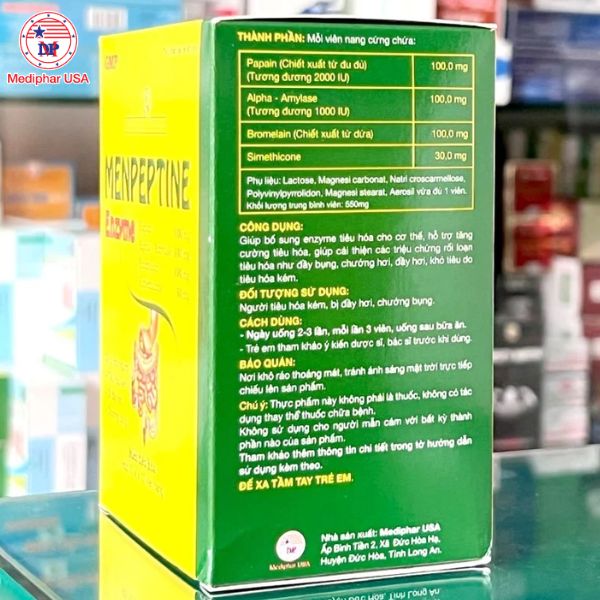 Mediphar USA
GMP
MENPEPTINE
Enzyme
THÀNH PHẦN: Mỗi viên nang cứng chứa:
Papain (Chiết xuất từ đu đủ) 100,0 mg
(Tương đương 2000 IU)
Alpha - Amylase 100,0 mg
(Tương đương 1000 IU)
Bromelain (Chiết xuất từ dứa) 100,0 mg
Simethicone 30,0 mg
Phụ liệu: Lactose, Magnesi carbonat, Natri croscarmellose,
Polyvinylpyrrolidon, Magnesi stearat, Aerosil vừa đủ 1 viên.
Khối lượng trung bình viên: 550mg
CÔNG DỤNG:
Giúp bổ sung enzyme tiêu hóa cho cơ thể, hỗ trợ tăng
cường tiêu hóa, giúp cải thiện các triệu chứng rối loạn
tiêu hóa như đầy bụng, chướng hơi, đầy hơi, khó tiêu do
tiêu hóa kém.
ĐỐI TƯỢNG SỬ DỤNG:
Người tiêu hóa kém, bị đầy hơi, chướng bụng.
CÁCH DÙNG:
- Ngày uống 2-3 lần, mỗi lần 3 viên, uống sau bữa ăn.
- Trẻ em tham khảo ý kiến dược sĩ, bác sĩ trước khi dùng.
BẢO QUẢN:
Nơi khô ráo thoáng mát, tránh ánh sáng mặt trời trực tiếp
chiếu lên sản phẩm.
Chú ý: Thực phẩm này không phải là thuốc, không có tác
dụng thay thế thuốc chữa bệnh.
Không sử dụng cho người mẫn cảm với bất kỳ thành
phần nào của sản phẩm.
Tham khảo thêm thông tin chi tiết trong tờ hướng dẫn
sử dụng kèm theo.
ĐỂ XA TẦM TAY TRẺ EM.
Mediphar USA
Nhà sản xuất: Mediphar USA
Ấp Bình Tiền 2, Xã Đức Hòa Hạ,
Huyện Đức Hòa, Tỉnh Long An.